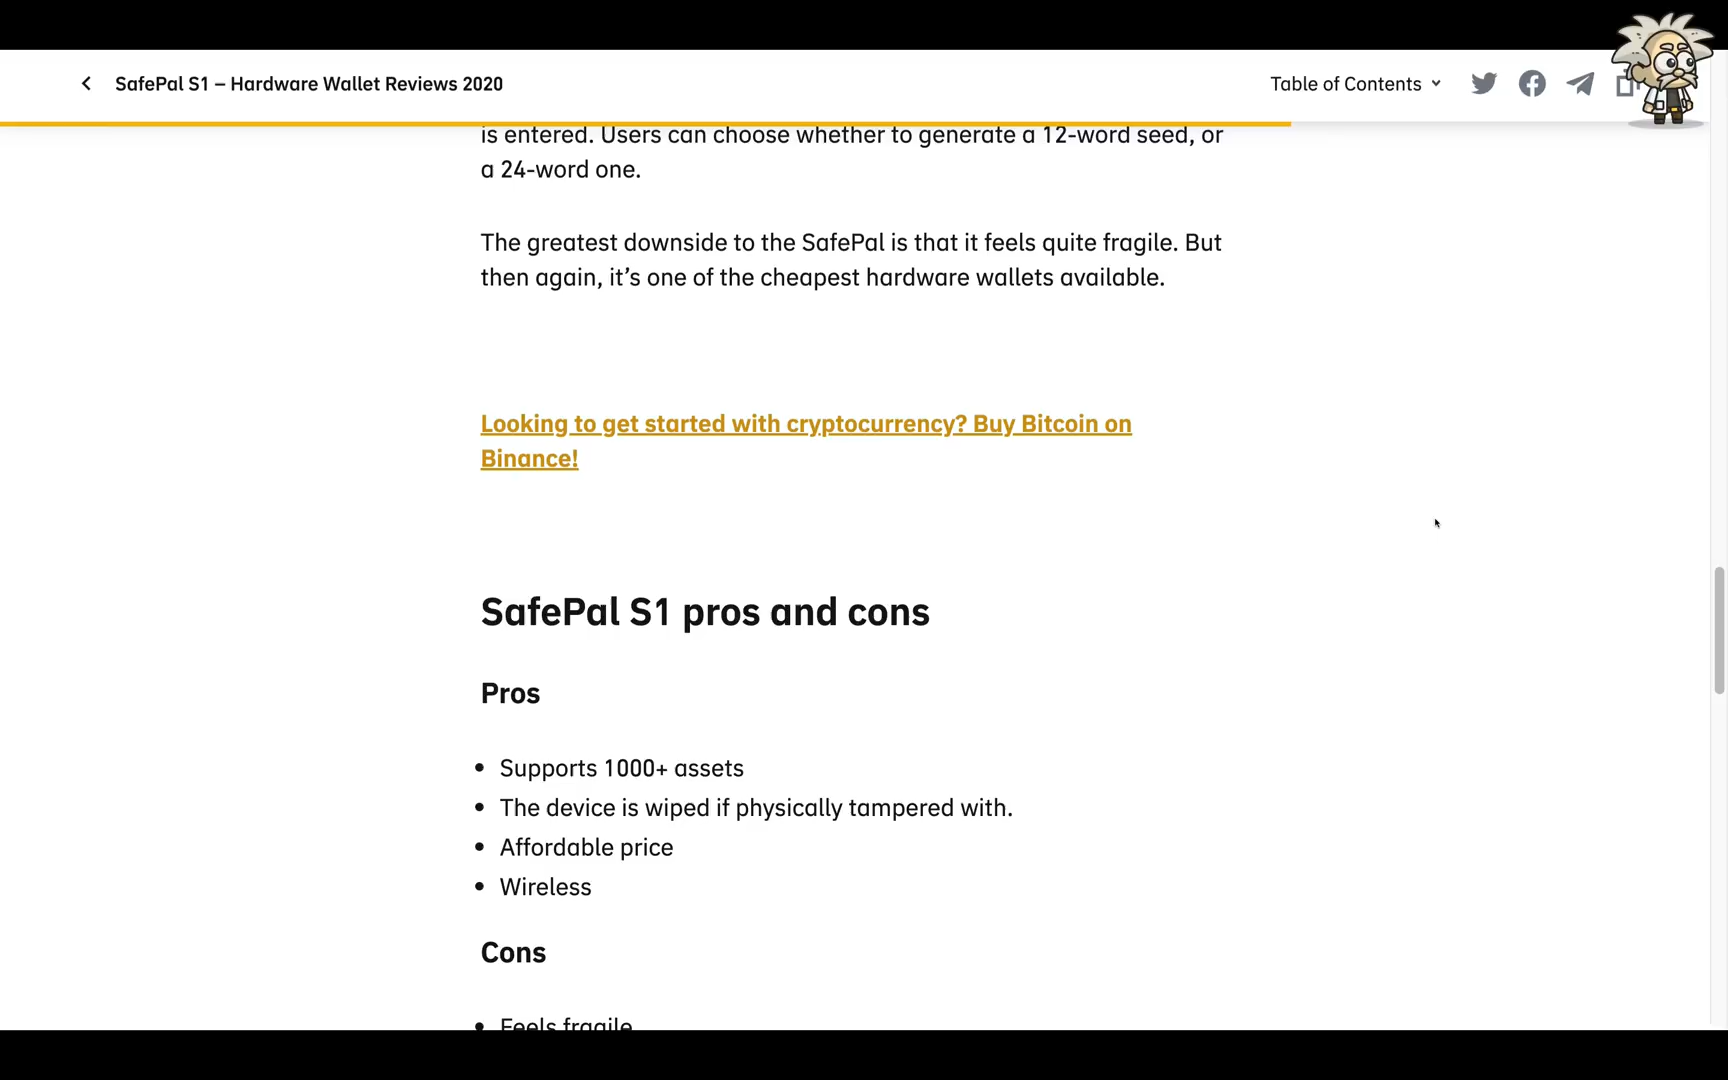 SafePal S1 – Hardware Wallet Reviews 2020
Table of Contents
is entered. Users can choose whether to generate a 12-word seed, or
a 24-word one.
The greatest downside to the SafePal is that it feels quite fragile. But
then again, it’s one of the cheapest hardware wallets available.
Looking to get started with cryptocurrency? Buy Bitcoin on
Binance!
SafePal S1 pros and cons
Pros
• Supports 1000+ assets
• The device is wiped if physically tampered with.
• Affordable price
• Wireless
Cons
• Feels fragile